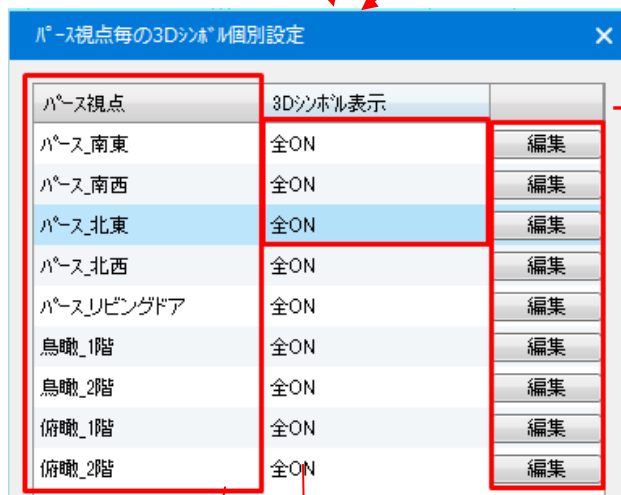 ﾊﾟｰｽ視点毎の3Dｼﾝﾎﾞﾙ個別設定 ×
ﾊﾟｰｽ視点 3Dｼﾝﾎﾞﾙ表示
ﾊﾟｰｽ_南東 全ON 編集
ﾊﾟｰｽ_南西 全ON 編集
ﾊﾟｰｽ_北東 全ON 編集
ﾊﾟｰｽ_北西 全ON 編集
ﾊﾟｰｽ_リビングドア 全ON 編集
鳥瞰_1階 全ON 編集
鳥瞰_2階 全ON 編集
俯瞰_1階 全ON 編集
俯瞰_2階 全ON 編集